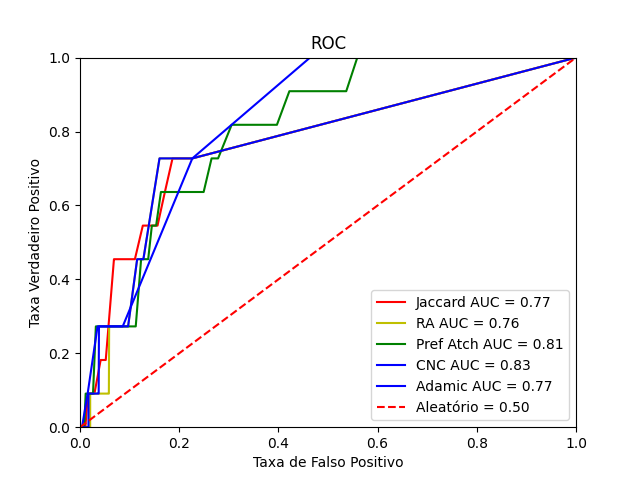 ROC
Taxa Verdadeiro Positivo
1.0
0.8
0.6
0.4
0.2
0.0
Jaccard AUC = 0.77
RA AUC = 0.76
Pref Atch AUC = 0.81
CNC AUC = 0.83
Adamic AUC = 0.77
Aleatório = 0.50
0.0 0.2 0.4 0.6 0.8 1.0
Taxa de Falso Positivo